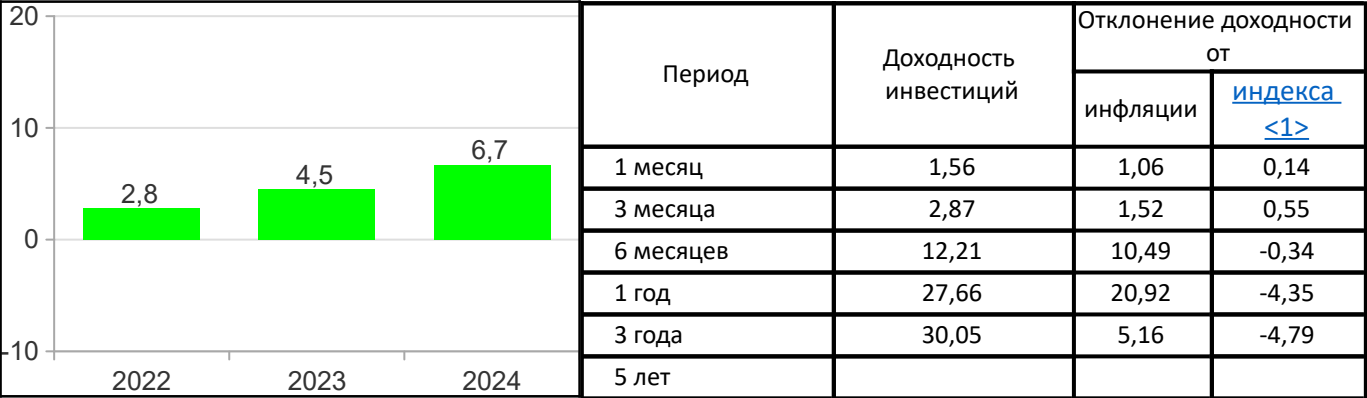 20
10
0
-10
2,8
4,5
6,7
2022 2023 2024
Период
Доходность
инвестиций
Отклонение доходности
от
инфляции
индекса
<1>
1 месяц 1,56 1,06 0,14
3 месяца 2,87 1,52 0,55
6 месяцев 12,21 10,49 -0,34
1 год 27,66 20,92 -4,35
3 года 30,05 5,16 -4,79
5 лет